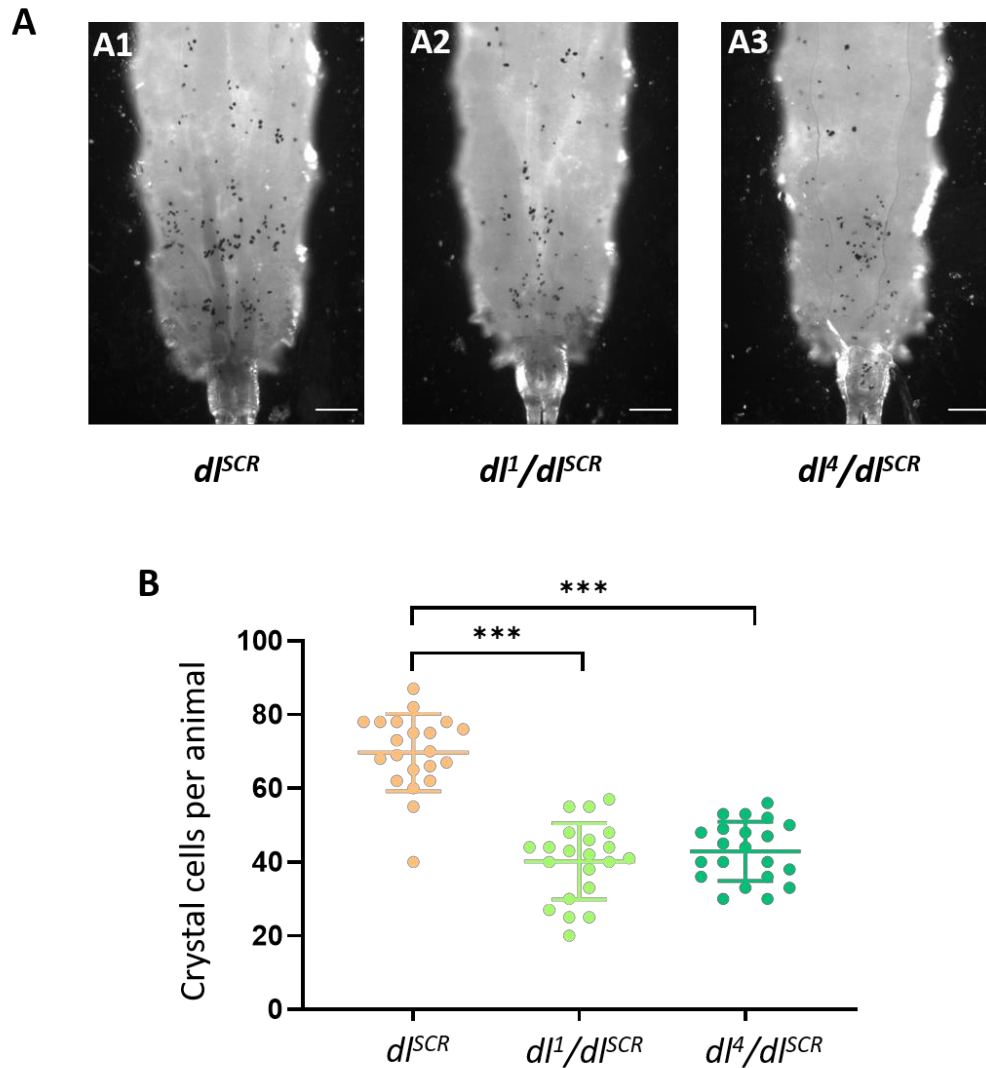 A
A1
A2
A3
dl^SCR
dl^1/dl^SCR
dl^4/dl^SCR
B
***
***
Crystal cells per animal
100
80
60
40
20
0
dl^SCR
dl^1/dl^SCR
dl^4/dl^SCR